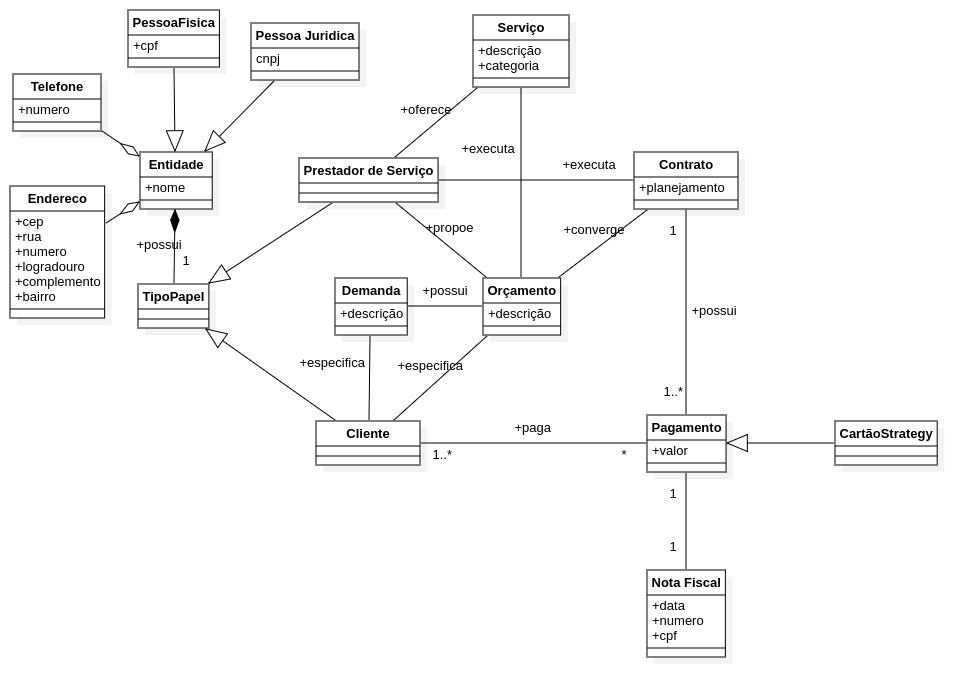 PessoaFisica
+cpf
Pessoa Juridica
cnpj
Serviço
+descrição
+categoria
Telefone
+numero
+oferece
+executa
Entidade
+nome
Prestador de Serviço
+executa
Contrato
+planejamento
Endereco
+cep
+rua
+numero
+logradouro
+complemento
+bairro
+possui
1
+propoe
+converge
1
TipoPapel
Demanda
+descrição
+possui
Orçamento
+descrição
+possui
+especifica
+especifica
1..*
Cliente
+paga
1..*
*
Pagamento
+valor
CartãoStrategy
1
1
Nota Fiscal
+data
+numero
+cpf